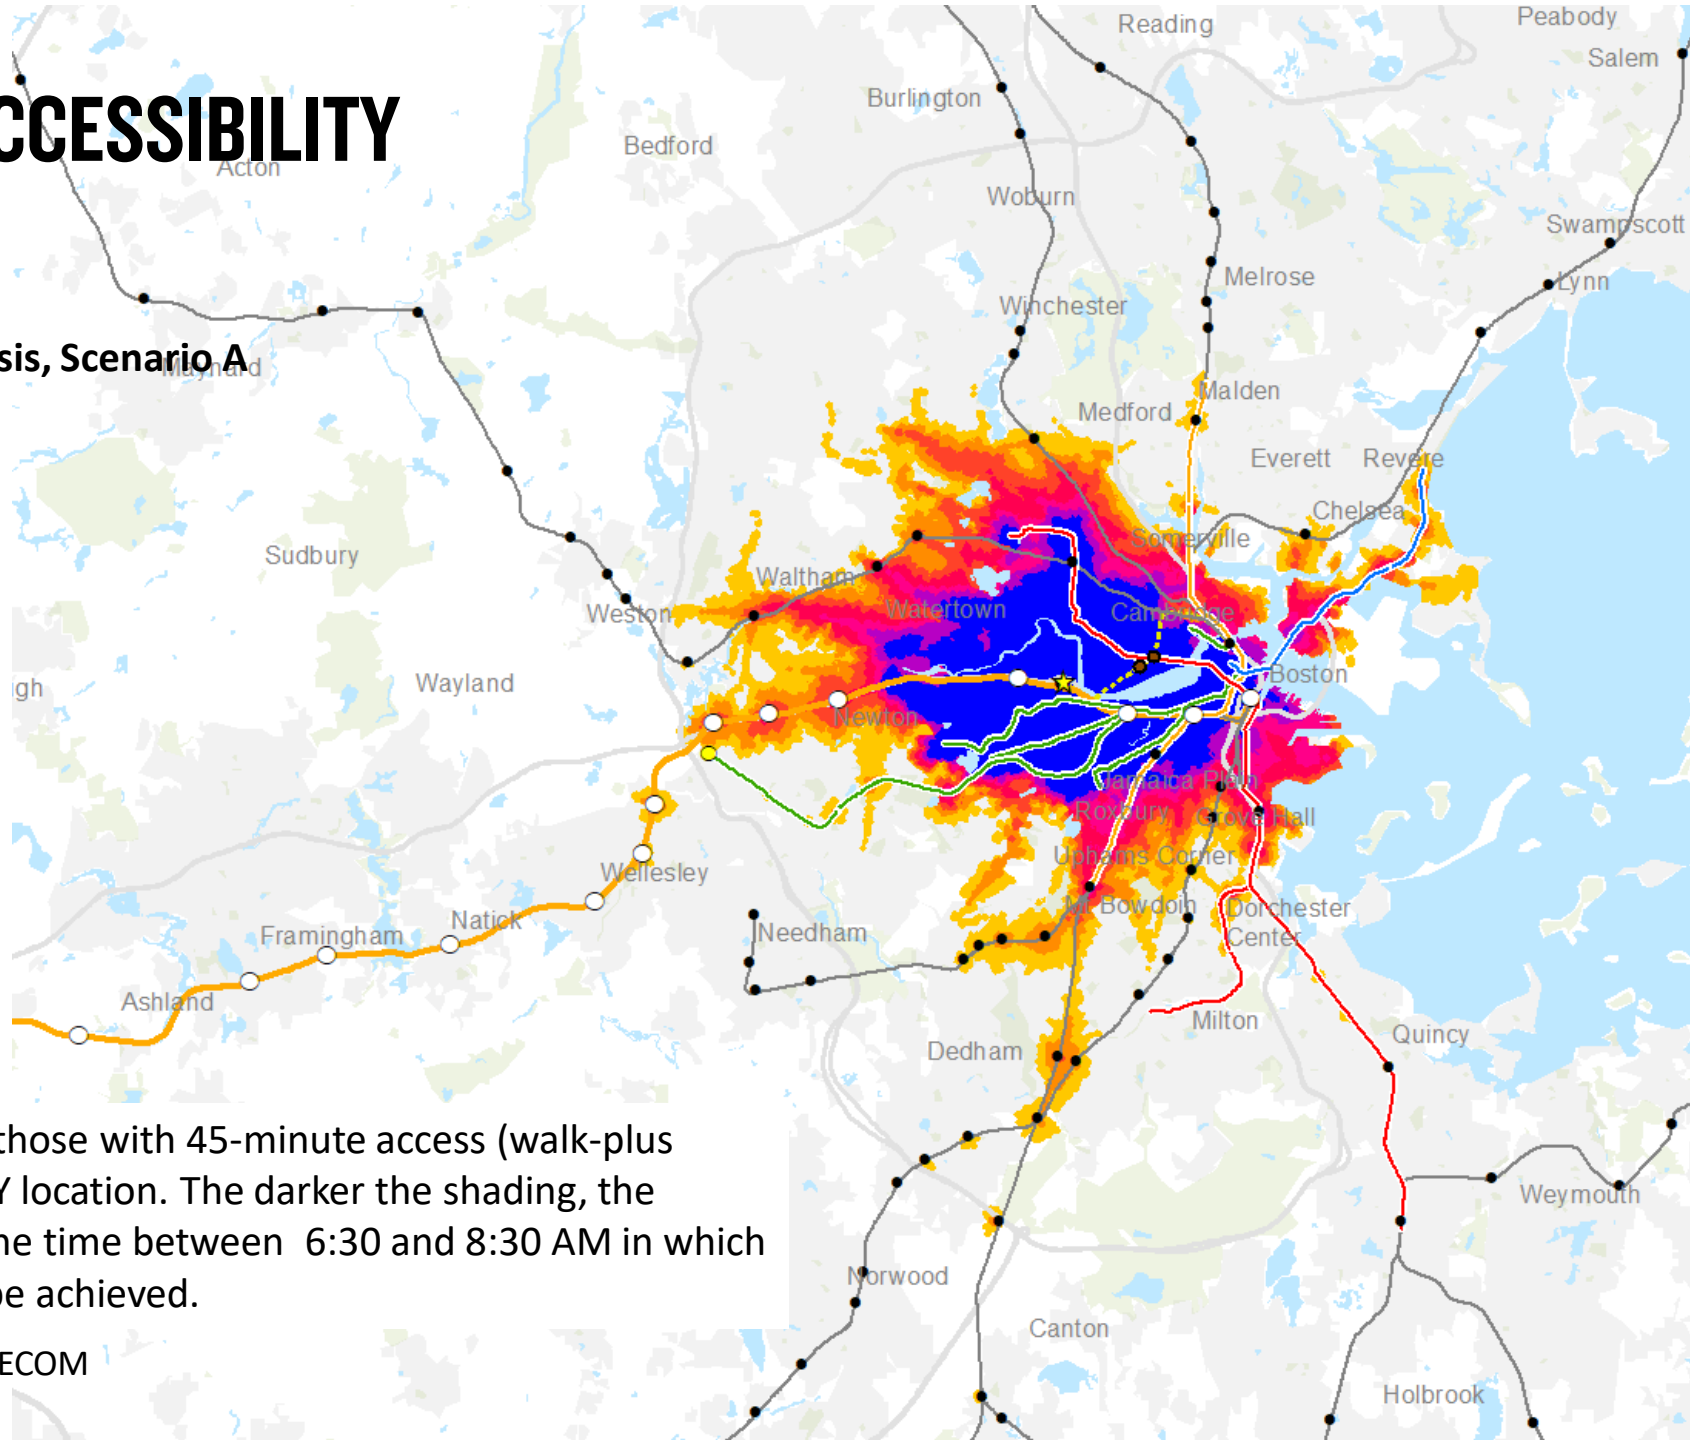 Reading
Peabody
Salem
CCESSIBILITY
Burlington
Bedford
Acton
Woburn
Swampscott
Melrose
Lynn
Winchester
sis, Scenario A
Maynard
Malden
Medford
Everett
Revere
Chelsea
Somerville
Sudbury
Waltham
Weston
Watertown
Cambridge
gh
Wayland
Boston
Newton
Jamaica Plain
Roxbury
Grove Hall
Uphams Corner
Wellesley
Mt Bowdoin
Dorchester
Center
Natick
Framingham
Needham
Ashland
Milton
Quincy
Dedham
those with 45-minute access (walk-plus
Y location. The darker the shading, the
he time between 6:30 and 8:30 AM in which
be achieved.
Weymouth
Norwood
Canton
ECOM
Holbrook